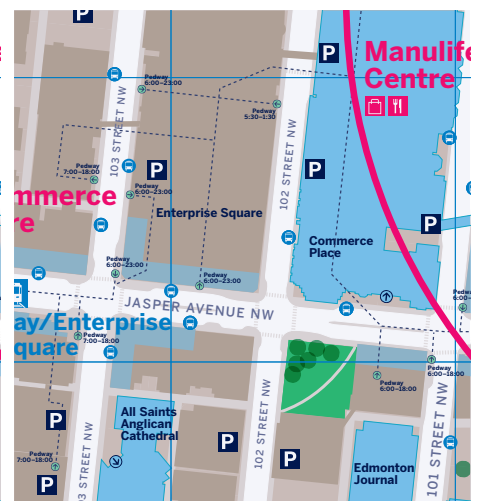 P
P
Manulife
Centre
Pedway
6:00–23:00
Pedway
5:30–1:30
103 STREET NW
102 STREET NW
P
P
Pedway
7:00–18:00
Pedway
6:00–23:00
mmerce
re
Enterprise Square
P
Commerce
Place
Pedway
6:00–23:00
Pedway
6:00–23:00
Pedway
6:00–
JASPER AVENUE NW
ay/Enterprise
quare
Pedway
7:00–18:00
Pedway
6:00–18:00
Pedway
6:00–18:00
All Saints
Anglican
Cathedral
P
P
P
P
Pedway
7:00–18:00
3 STREET NW
102 STREET NW
101 STREET NW
Edmonton
Journal